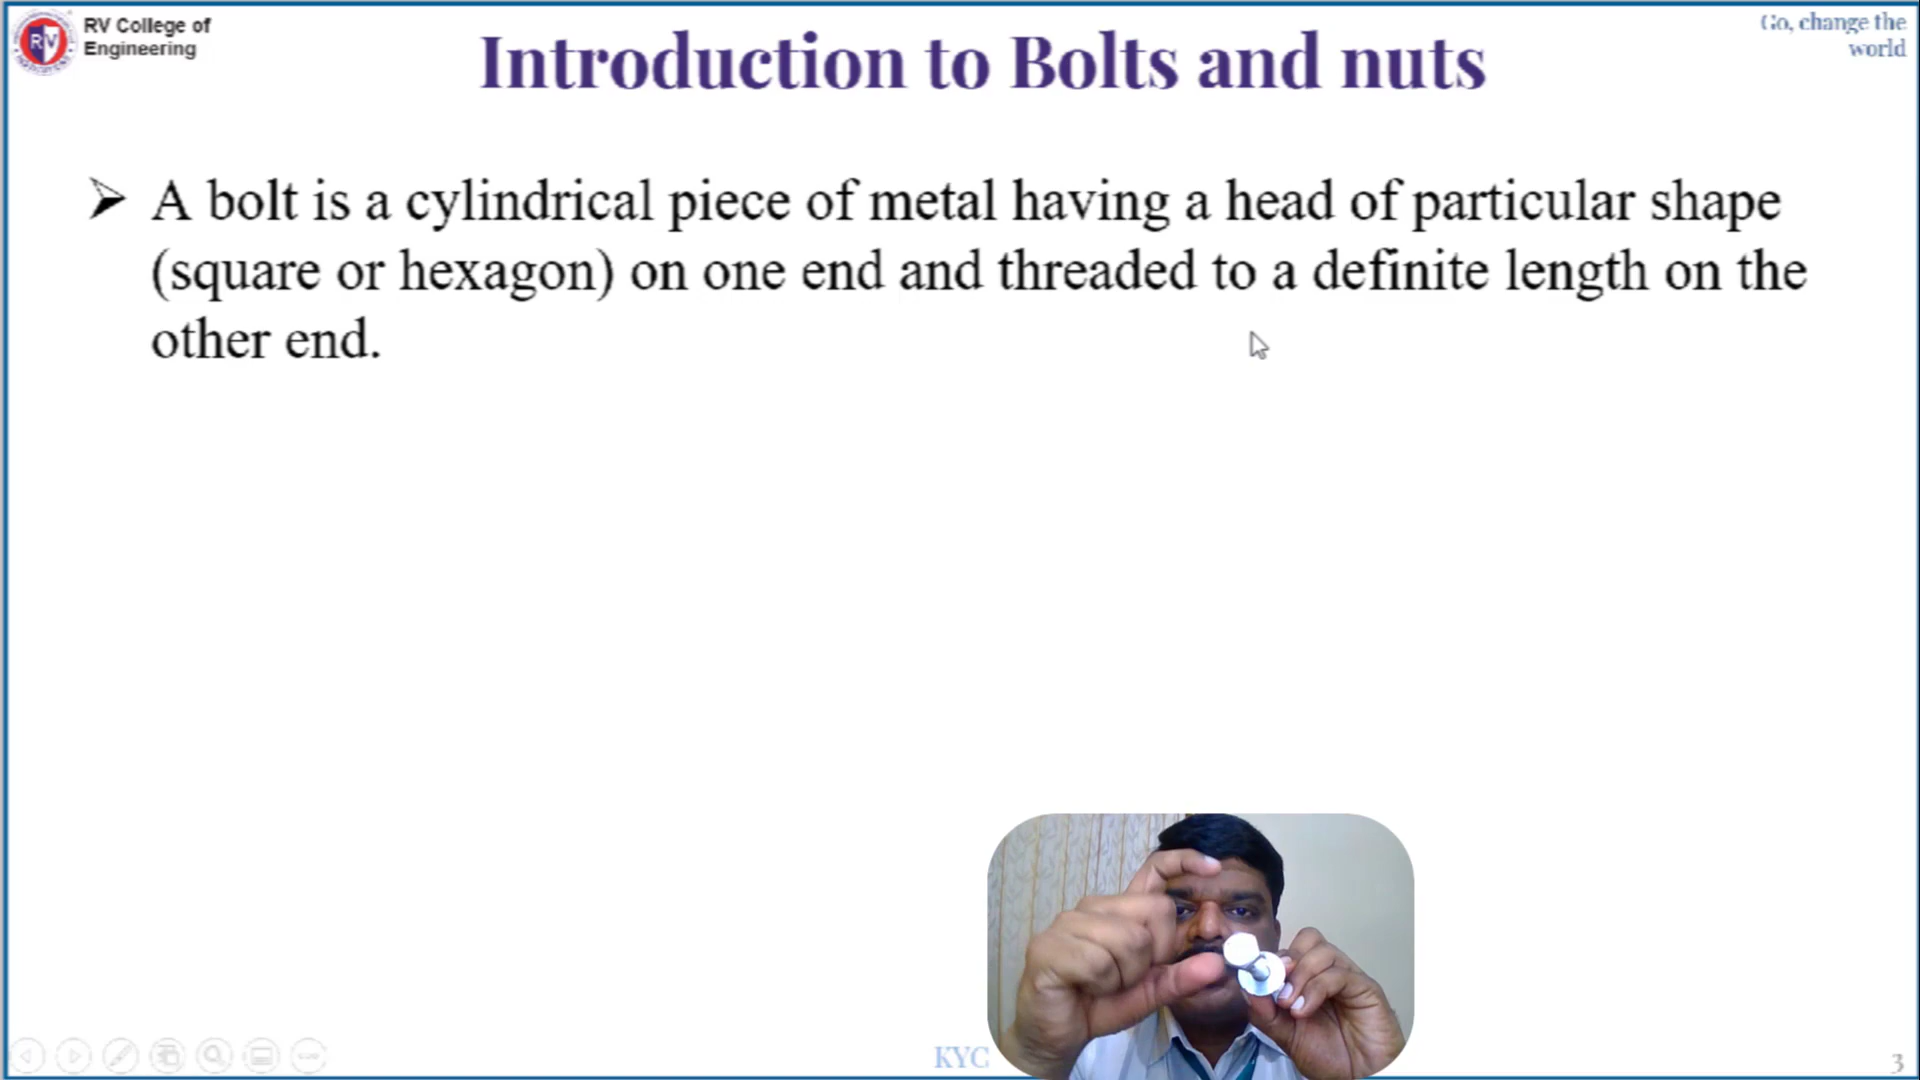 RV College of
Engineering
Go, change the
world
Introduction to Bolts and nuts
A bolt is a cylindrical piece of metal having a head of particular shape
(square or hexagon) on one end and threaded to a definite length on the
other end.
KYC
3